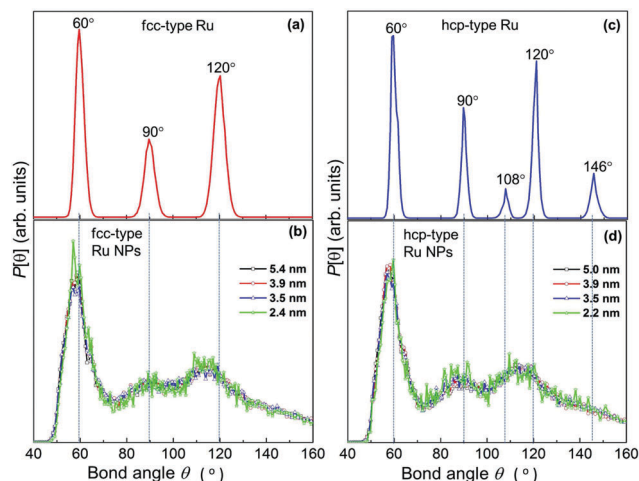 (a)
fcc-type Ru
60°
90°
120°
(c)
hcp-type Ru
60°
90°
108°
120°
146°
P[θ] (arb. units)
(b)
fcc-type
Ru NPs
5.4 nm
3.9 nm
3.5 nm
2.4 nm
40 60 80 100 120 140 160
Bond angle θ (°)
P[θ] (arb. units)
(d)
hcp-type
Ru NPs
5.0 nm
3.9 nm
3.5 nm
2.2 nm
40 60 80 100 120 140 160
Bond angle θ (°)